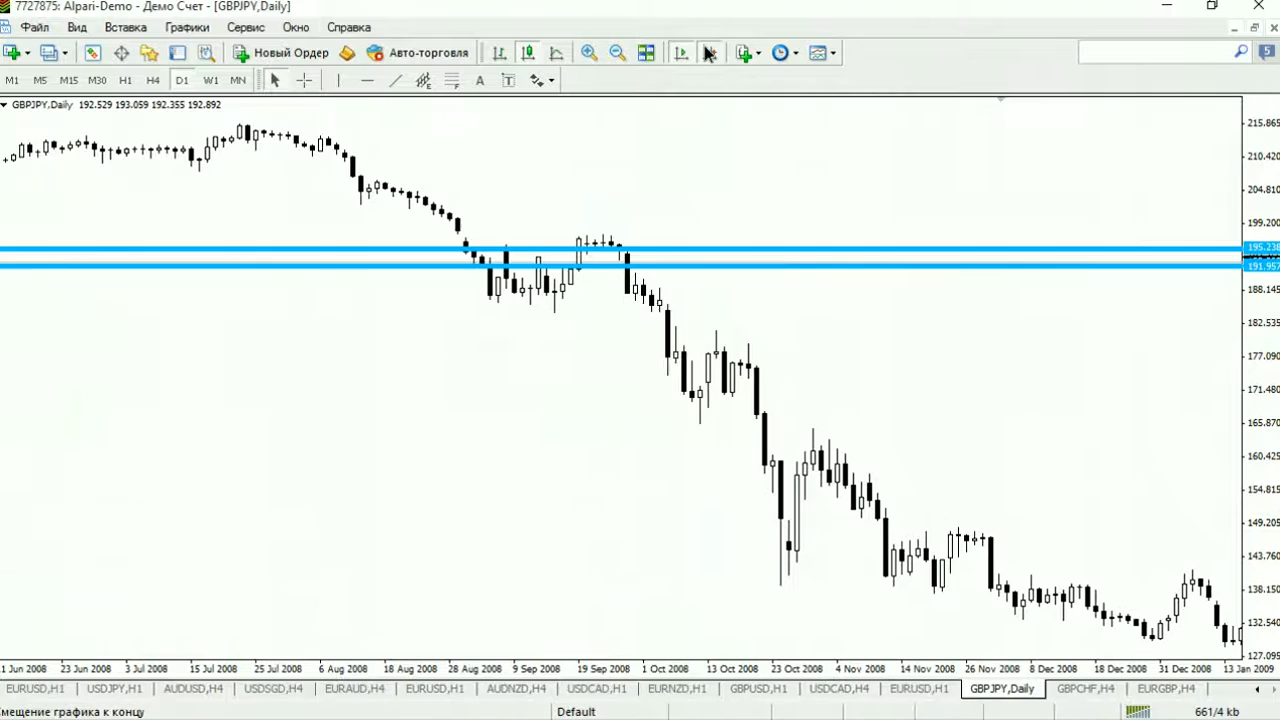 7727875: Alpari-Demo - Демо Счет - [GBPJPY,Daily]
Файл Вид Вставка Графики Сервис Окно Справка
Новый Ордер Авто-торговля 5
M1 M5 M15 M30 H1 H4 D1 W1 MN A T
GBPJPY,Daily 192.529 193.059 192.355 192.892
215.865
210.420
204.810
199.200
195.238
191.957
188.145
182.535
177.090
171.480
165.870
160.425
154.815
149.205
143.760
138.150
132.540
127.095
1 Jun 2008 23 Jun 2008 3 Jul 2008 15 Jul 2008 25 Jul 2008 6 Aug 2008 18 Aug 2008 28 Aug 2008 9 Sep 2008 19 Sep 2008 1 Oct 2008 13 Oct 2008 23 Oct 2008 4 Nov 2008 14 Nov 2008 26 Nov 2008 8 Dec 2008 18 Dec 2008 31 Dec 2008 13 Jan 2009
EURUSD,H1 USDJPY,H1 AUDUSD,H4 USDSGD,H4 EURAUD,H4 EURUSD,H1 AUDNZD,H4 USDCAD,H1 EURNZD,H1 GBPUSD,H1 USDCAD,H4 EURUSD,H1 GBPJPY,Daily GBPCHF,H4 EURGBP,H4
Смещение графика к концу Default 661/4 kb